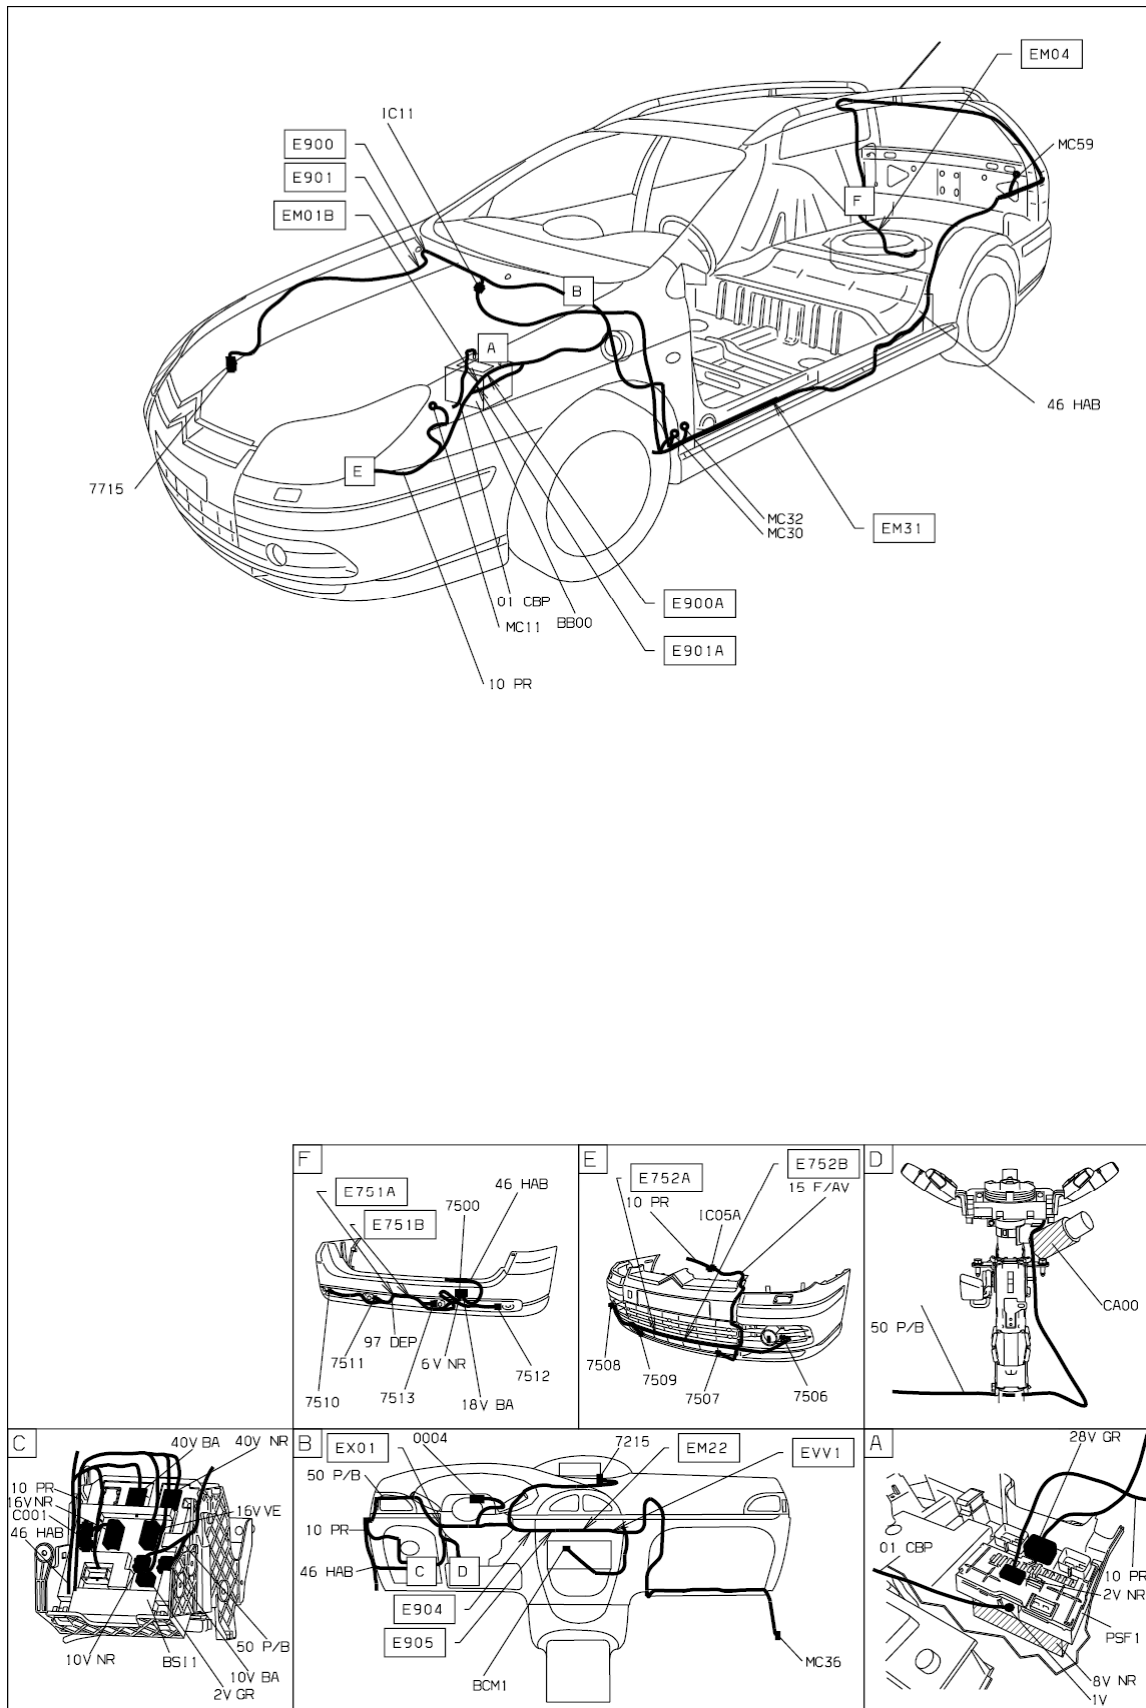 EM04
IC11
E900
MC59
E901
F
EM01B
B
A
46 HAB
E
7715
MC32
MC30
EM31
01 CBP
E900A
MC11
BB00
E901A
10 PR
F
E751A
46 HAB
7500
E751B
97 DEP
7511
6V NR
7512
7510
7513
18V BA
E
E752B
E752A
15 F/AV
10 PR
IC05A
7508
7509
7507
7506
D
CA00
50 P/B
C
40V BA
40V NR
10 PR
16V NR
C001
16V VE
46 HAB
50 P/B
10V NR
BSI1
10V BA
2V GR
B
0004
7215
EX01
EM22
EVV1
50 P/B
10 PR
46 HAB
C
D
E904
E905
BCM1
MC36
A
28V GR
01 CBP
10 PR
2V NR
PSF1
8V NR
1V